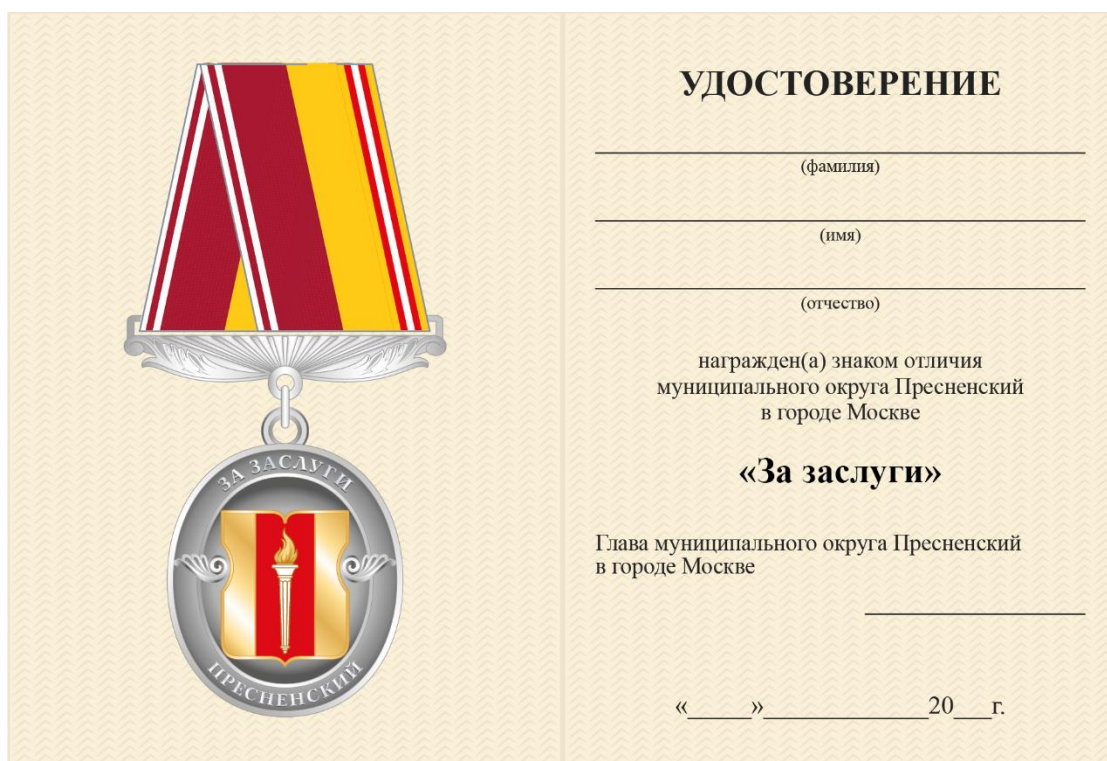 ЗА ЗАСЛУГИ
ПРЕСНЕНСКИЙ
УДОСТОВЕРЕНИЕ
(фамилия)
(имя)
(отчество)
награжден(а) знаком отличия
муниципального округа Пресненский
в городе Москве
«За заслуги»
Глава муниципального округа Пресненский
в городе Москве
«_____»_____________20___г.